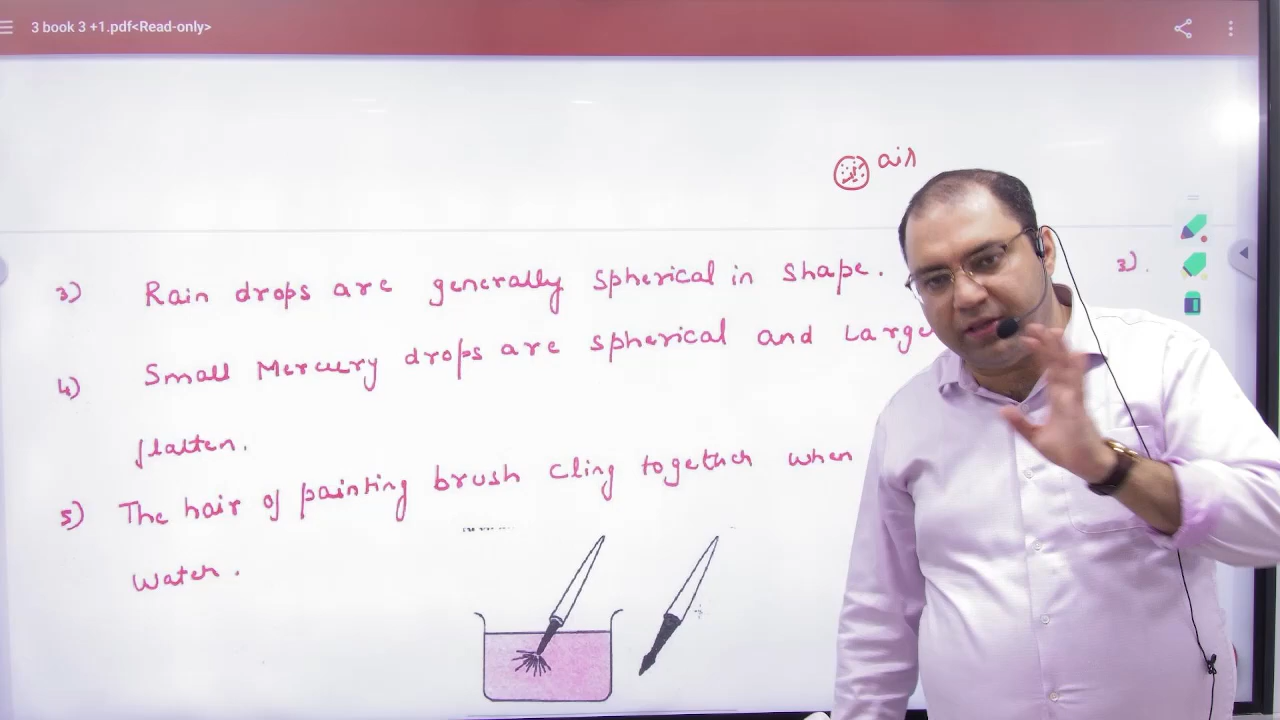 3 book 3 +1.pdf<Read-only>
air
3) Rain drops are generally spherical in shape.
3).
4) Small Mercury drops are spherical and Large
flatten.
5) The hair of painting brush cling together when
water.